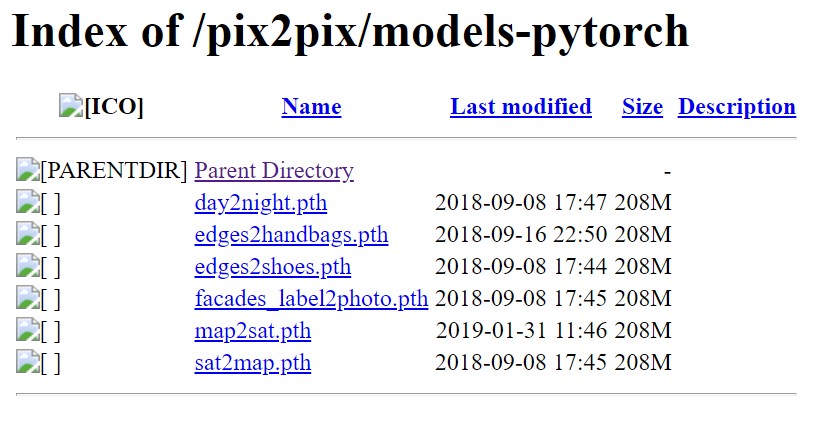 Index of /pix2pix/models-pytorch
[ICO] Name Last modified Size Description
[PARENTDIR] Parent Directory -
[ ] day2night.pth 2018-09-08 17:47 208M
[ ] edges2handbags.pth 2018-09-16 22:50 208M
[ ] edges2shoes.pth 2018-09-08 17:44 208M
[ ] facades_label2photo.pth 2018-09-08 17:45 208M
[ ] map2sat.pth 2019-01-31 11:46 208M
[ ] sat2map.pth 2018-09-08 17:45 208M